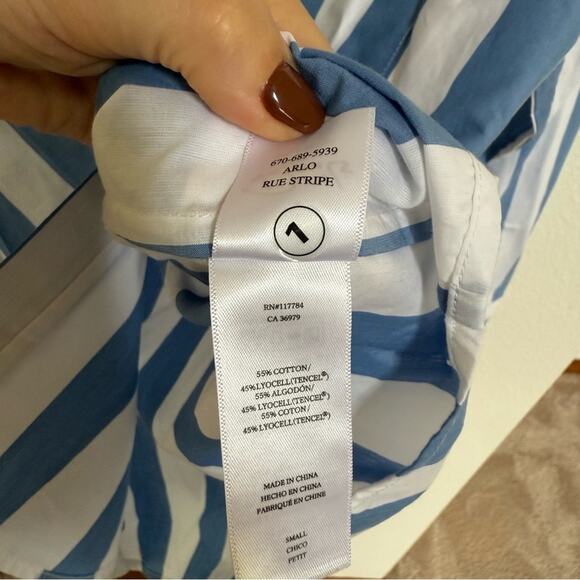 670-689-5939
ARLO
RUE STRIPE
RN#117784
CA 36979
55% COTTON/
45%LYOCELL(TENCEL®)
55% ALGODÓN/
45%LYOCELL(TENCEL®)
55% COTON/
45%LYOCELL(TENCEL®)
MADE IN CHINA
HECHO EN CHINA
FABRIQUÉ EN CHINE
SMALL
CHICO
PETIT